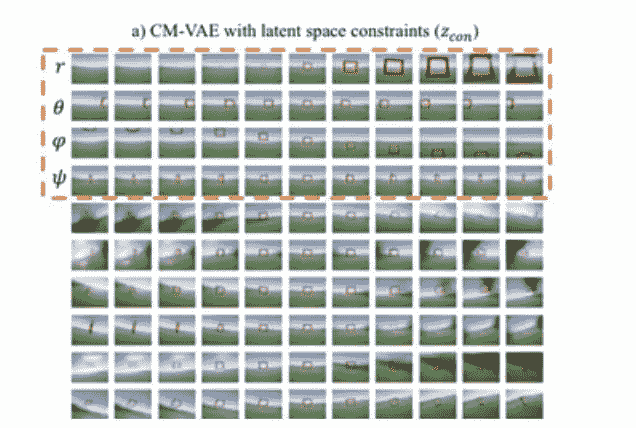 a) CM-VAE with latent space constraints (z_con)
r
θ
φ
ψ